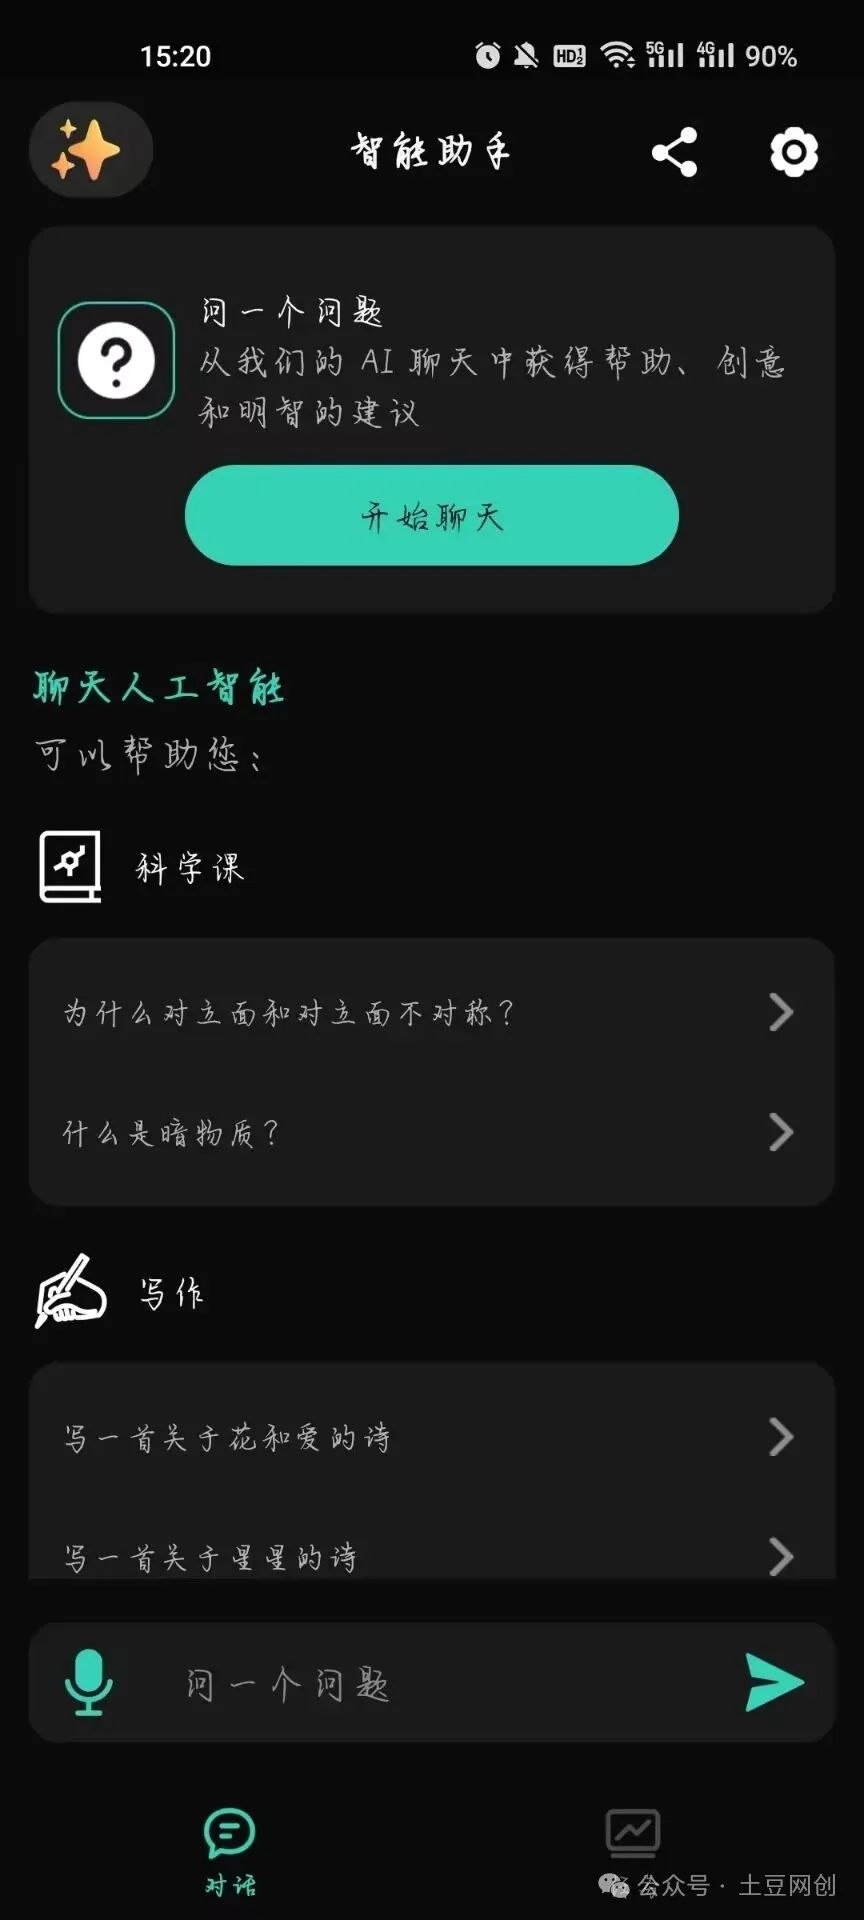 15:20
HD 1 2 5G 4G 90%
智能助手
问一个问题
从我们的 AI 聊天中获得帮助、创意
和明智的建议
开始聊天
聊天人工智能
可以帮助您：
科学课
为什么对立面和对立面不对称？
什么是暗物质？
写作
写一首关于花和爱的诗
写一首关于星星的诗
问一个问题
对话
公众号 · 土豆网创